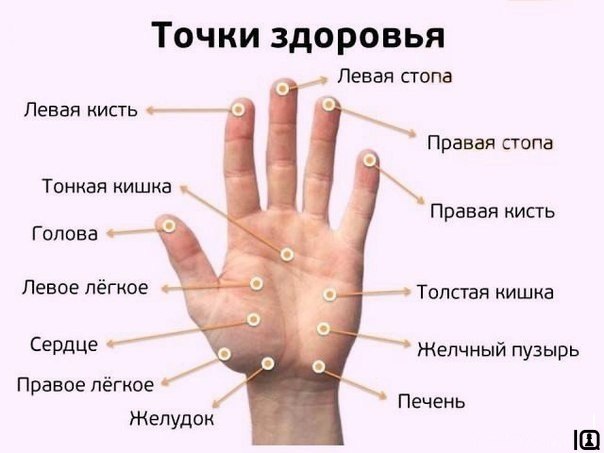 Точки здоровья
Левая стопа
Левая кисть
Правая стопа
Тонкая кишка
Правая кисть
Голова
Левое лёгкое
Толстая кишка
Сердце
Желчный пузырь
Правое лёгкое
Печень
Желудок